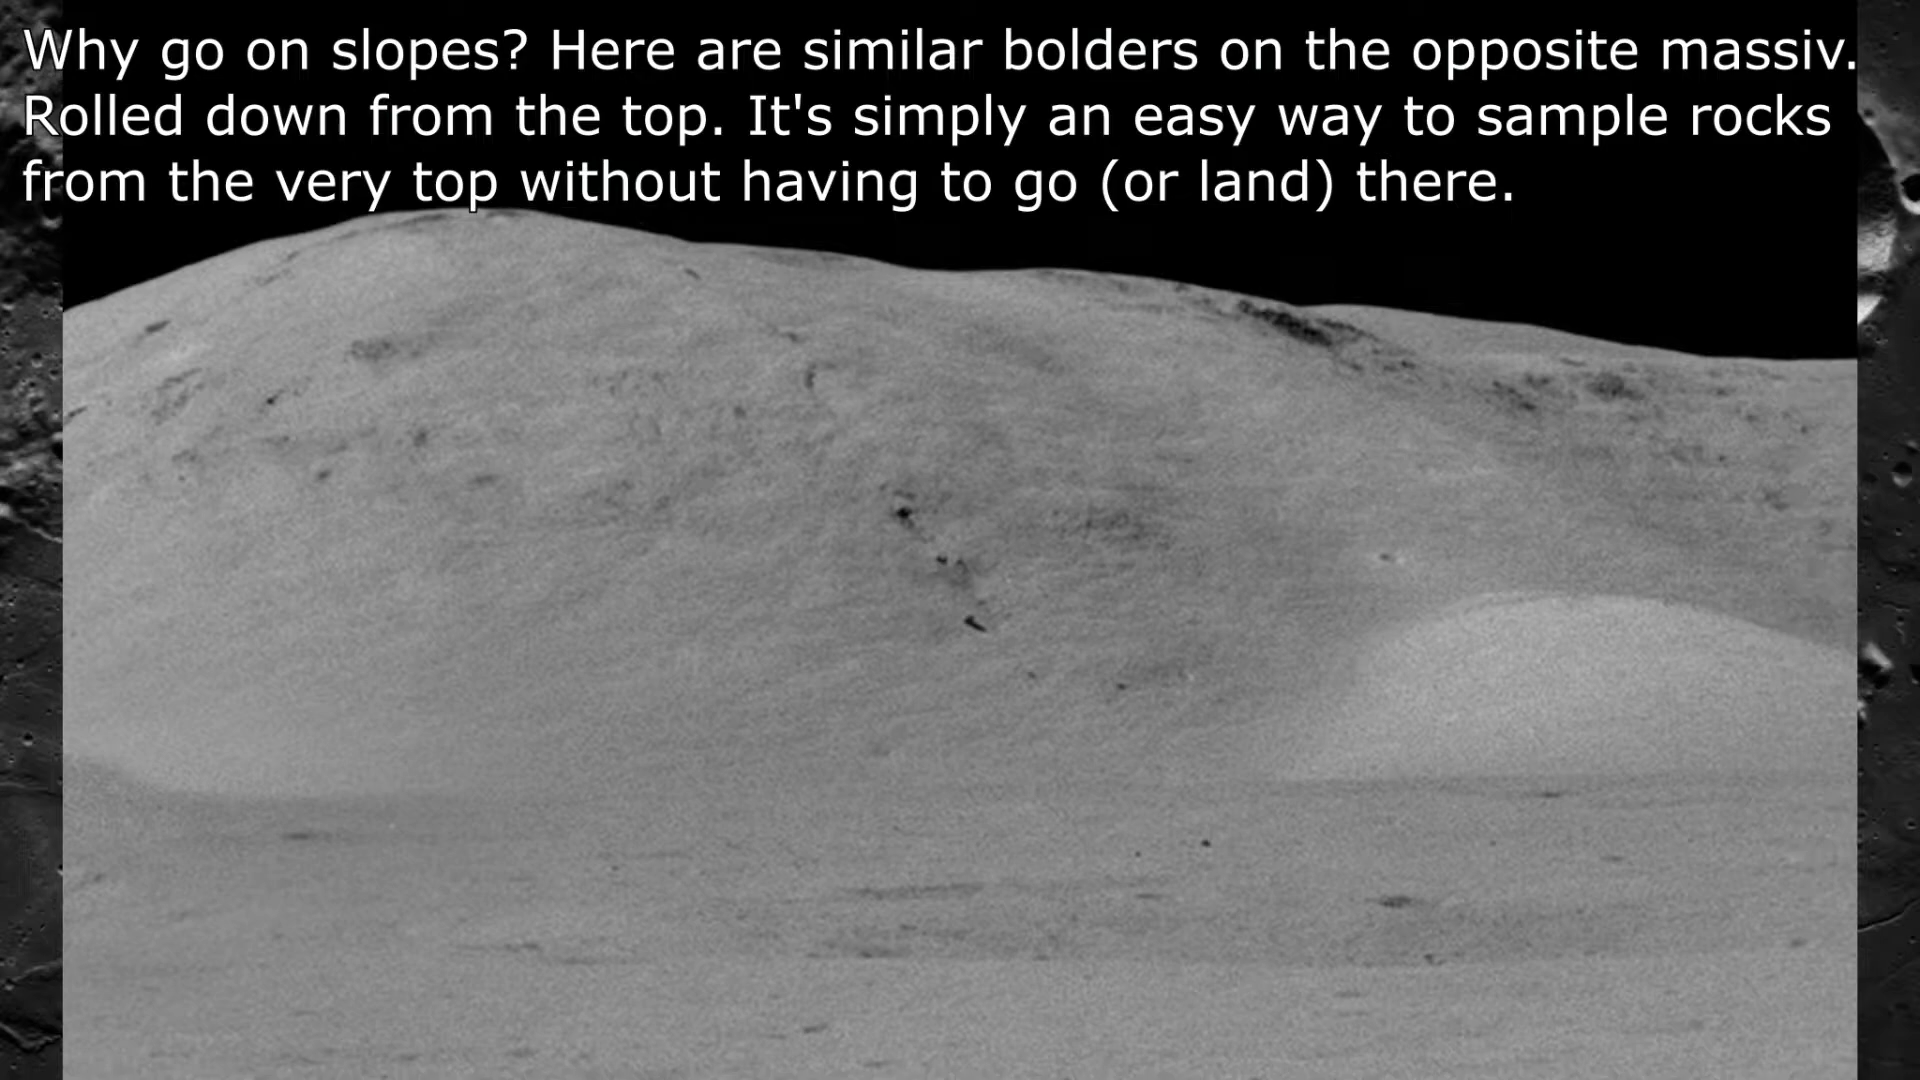 Why go on slopes? Here are similar bolders on the opposite massiv.
Rolled down from the top. It's simply an easy way to sample rocks
from the very top without having to go (or land) there.